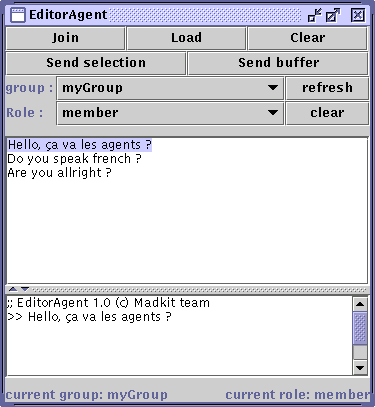 EditorAgent
Join Load Clear
Send selection Send buffer
group : myGroup refresh
Role : member clear
Hello, ça va les agents ?
Do you speak french ?
Are you allright ?
;; EditorAgent 1.0 (c) Madkit team
>> Hello, ça va les agents ?
current group: myGroup current role: member